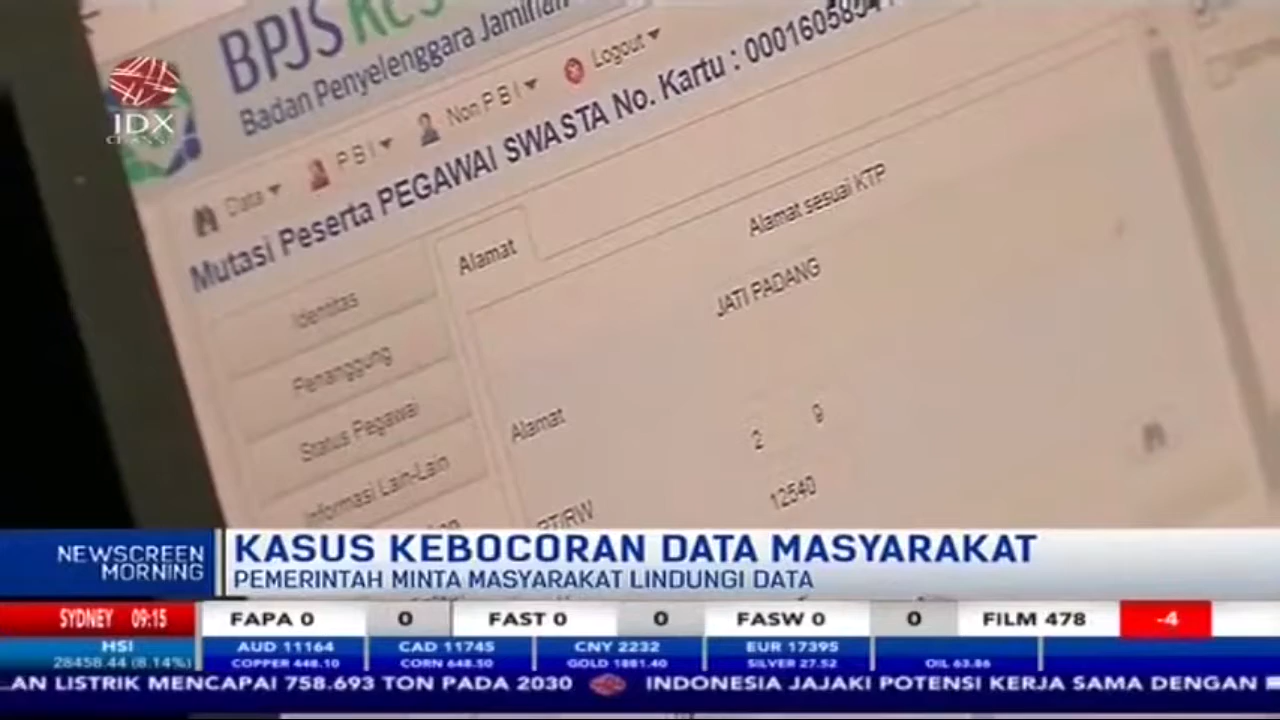 BPJS Kes
Badan Penyelenggara Jaminan
IDX
CHANNEL
Data PBI Non PBI Logout
Mutasi Peserta PEGAWAI SWASTA No. Kartu :
Identitas
Alamat
Alamat sesuai KTP
Penanggung
JATI PADANG
Status Pegawai
Alamat
2 9
Informasi Lain-Lain
RT/RW
12540
NEWSCREEN
MORNING
KASUS KEBOCORAN DATA MASYARAKAT
PEMERINTAH MINTA MASYARAKAT LINDUNGI DATA
SYDNEY 09:15
FAPA 0 0 FAST 0 0 FASW 0 0 FILM 478 -4
HSI
28458.44 (8.14%)
AUD 11164 CAD 11745 CNY 2232 EUR 17395
COPPER 448.10 CORN 648.50 GOLD 1881.40 SILVER 27.52 OIL 63.86
AN LISTRIK MENCAPAI 758.693 TON PADA 2030 INDONESIA JAJAKI POTENSI KERJA SAMA DENGAN